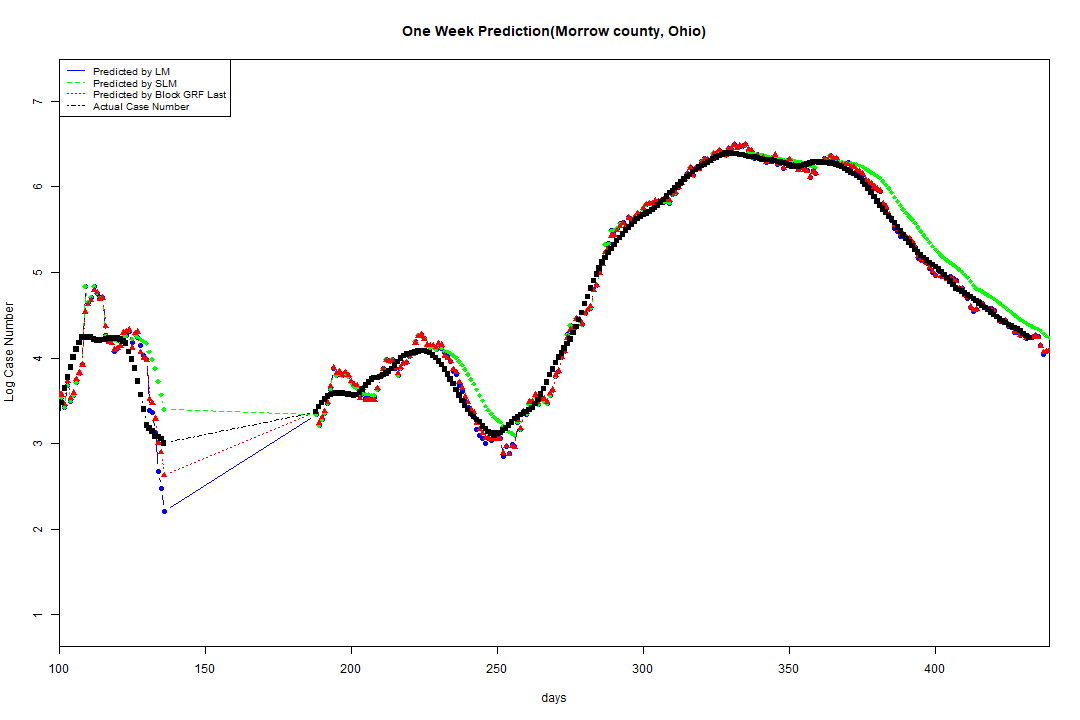 One Week Prediction(Morrow county, Ohio)
Predicted by LM
Predicted by SLM
Predicted by Block GRF Last
Actual Case Number
Log Case Number
7
6
5
4
3
2
1
100 150 200 250 300 350 400
days